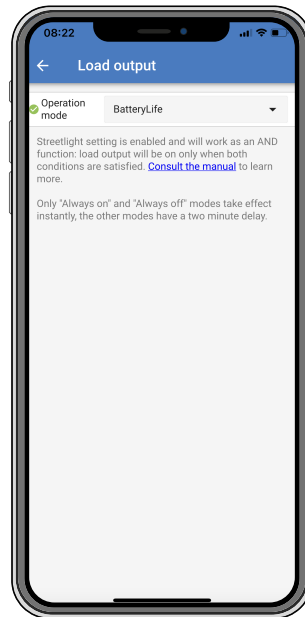 08:22
Load output
Operation
mode
BatteryLife
Streetlight setting is enabled and will work as an AND
function: load output will be on only when both
conditions are satisfied. Consult the manual to learn
more.
Only "Always on" and "Always off" modes take effect
instantly, the other modes have a two minute delay.